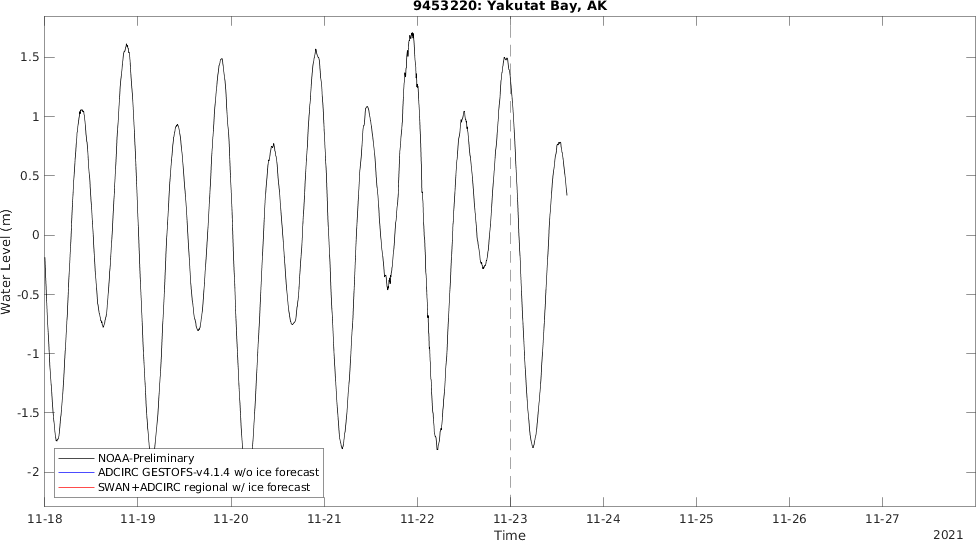 9453220: Yakutat Bay, AK
Water Level (m)
1.5
1
0.5
0
-0.5
-1
-1.5
-2
NOAA-Preliminary
ADCIRC GESTOFS-v4.1.4 w/o ice forecast
SWAN+ADCIRC regional w/ ice forecast
11-18 11-19 11-20 11-21 11-22 11-23 11-24 11-25 11-26 11-27
Time
2021